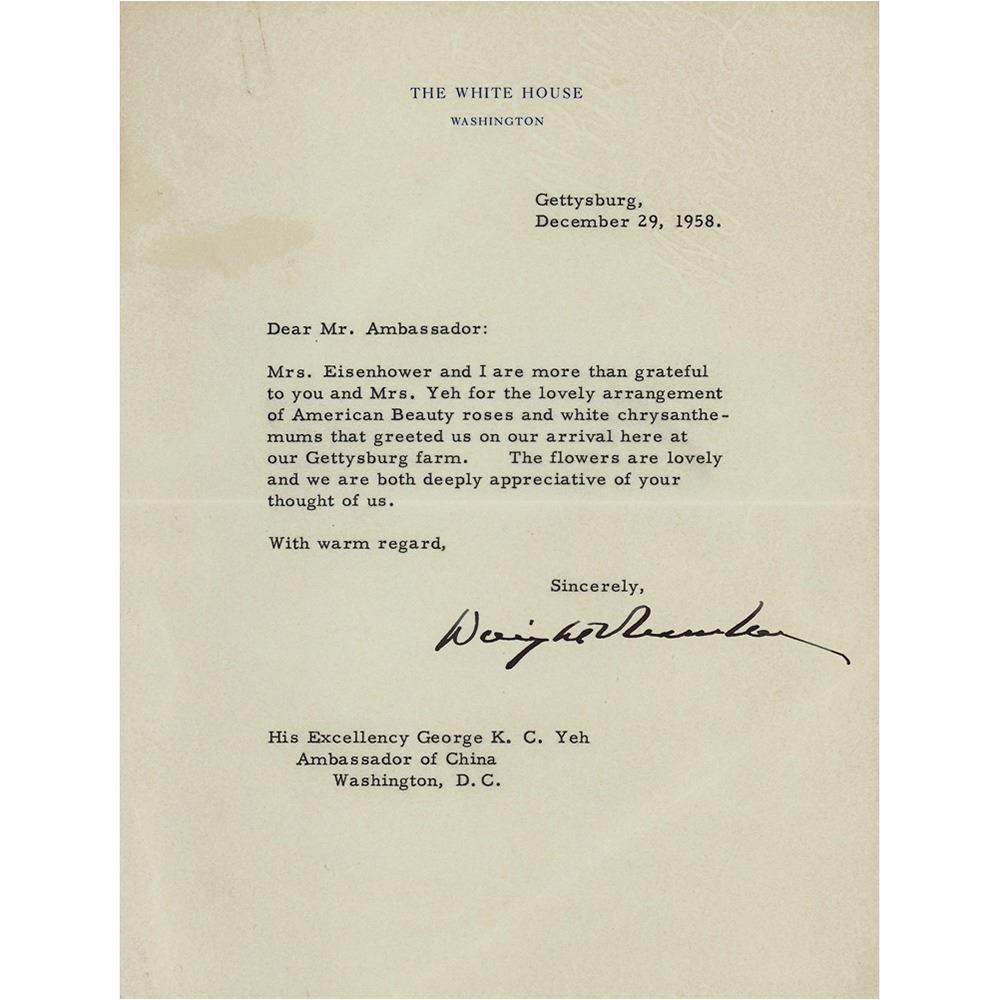 THE WHITE HOUSE
WASHINGTON
Gettysburg,
December 29, 1958.
Dear Mr. Ambassador:
Mrs. Eisenhower and I are more than grateful
to you and Mrs. Yeh for the lovely arrangement
of American Beauty roses and white chrysanthe-
mums that greeted us on our arrival here at
our Gettysburg farm. The flowers are lovely
and we are both deeply appreciative of your
thought of us.
With warm regard,
Sincerely,
Dwight D Eisenhower
His Excellency George K. C. Yeh
Ambassador of China
Washington, D. C.